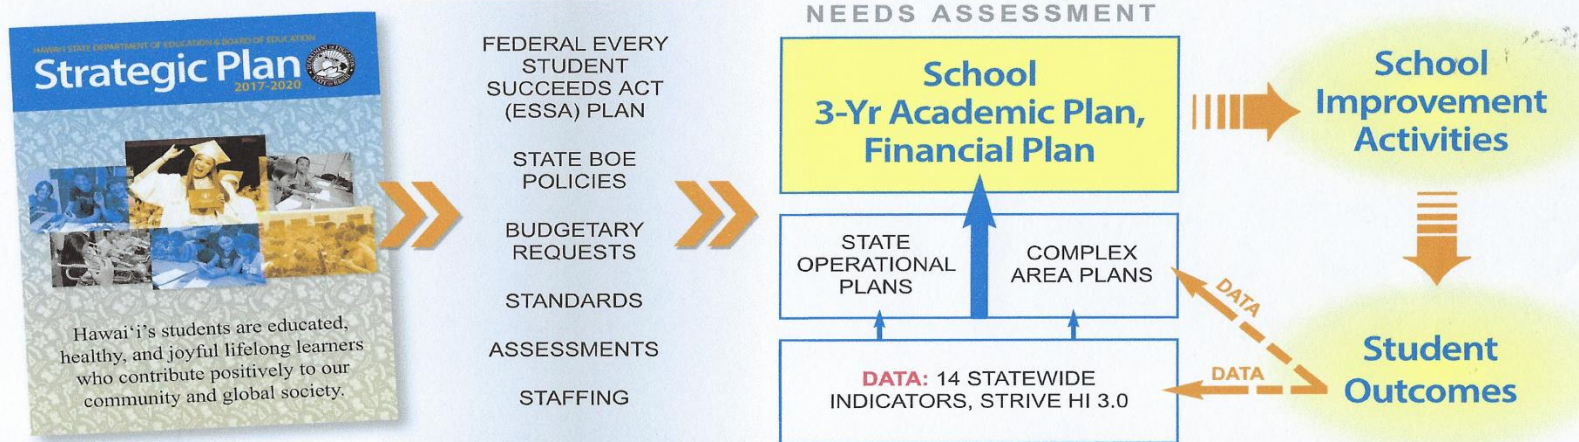 HAWAI'I STATE DEPARTMENT OF EDUCATION & BOARD OF EDUCATION
Strategic Plan
2017-2020
Hawai‘i’s students are educated,
healthy, and joyful lifelong learners
who contribute positively to our
community and global society.
FEDERAL EVERY
STUDENT
SUCCEEDS ACT
(ESSA) PLAN
STATE BOE
POLICIES
BUDGETARY
REQUESTS
STANDARDS
ASSESSMENTS
STAFFING
NEEDS ASSESSMENT
School
3-Yr Academic Plan,
Financial Plan
STATE
OPERATIONAL
PLANS
COMPLEX
AREA PLANS
DATA: 14 STATEWIDE
INDICATORS, STRIVE HI 3.0
School
Improvement
Activities
DATA
DATA
Student
Outcomes